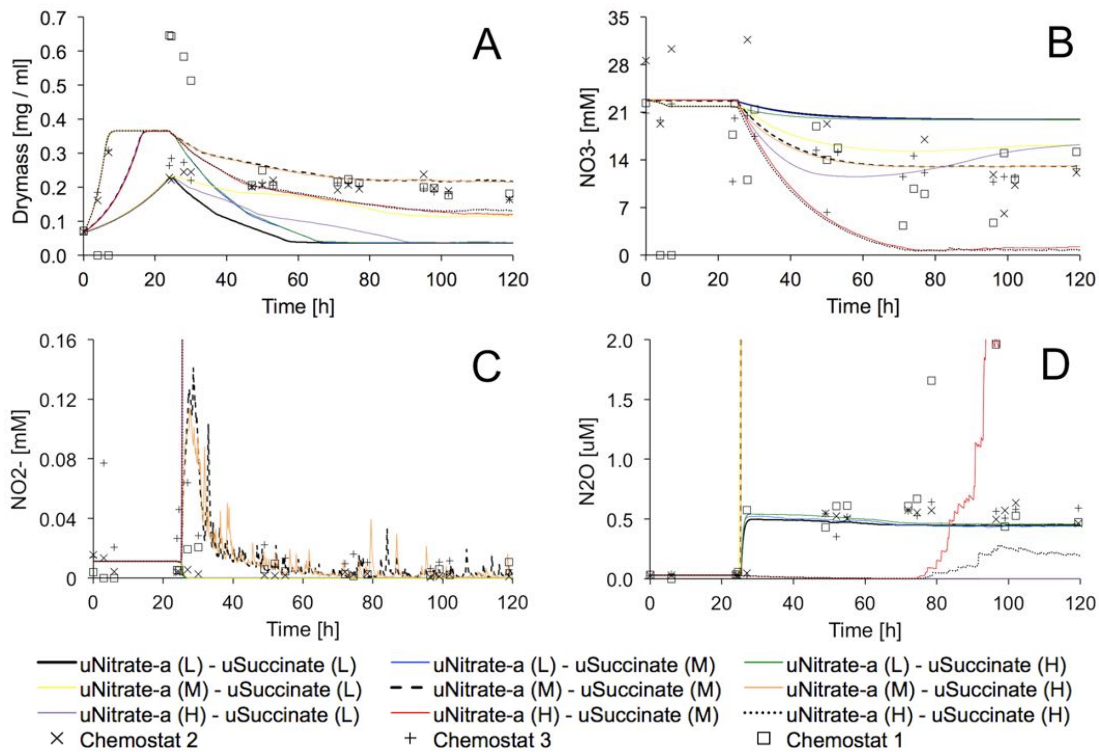 A
Drymass [mg / ml]
0.7
0.6
0.5
0.4
0.3
0.2
0.1
0.0
0 20 40 60 80 100 120
Time [h]
B
NO3- [mM]
35
28
21
14
7
0
0 20 40 60 80 100 120
Time [h]
C
NO2- [mM]
0.16
0.12
0.08
0.04
0
0 20 40 60 80 100 120
Time [h]
D
N2O [uM]
2.0
1.5
1.0
0.5
0.0
0 20 40 60 80 100 120
Time [h]
uNitrate-a (L) - uSuccinate (L) uNitrate-a (L) - uSuccinate (M) uNitrate-a (L) - uSuccinate (H)
uNitrate-a (M) - uSuccinate (L) uNitrate-a (M) - uSuccinate (M) uNitrate-a (M) - uSuccinate (H)
uNitrate-a (H) - uSuccinate (L) uNitrate-a (H) - uSuccinate (M) uNitrate-a (H) - uSuccinate (H)
Chemostat 2 Chemostat 3 Chemostat 1